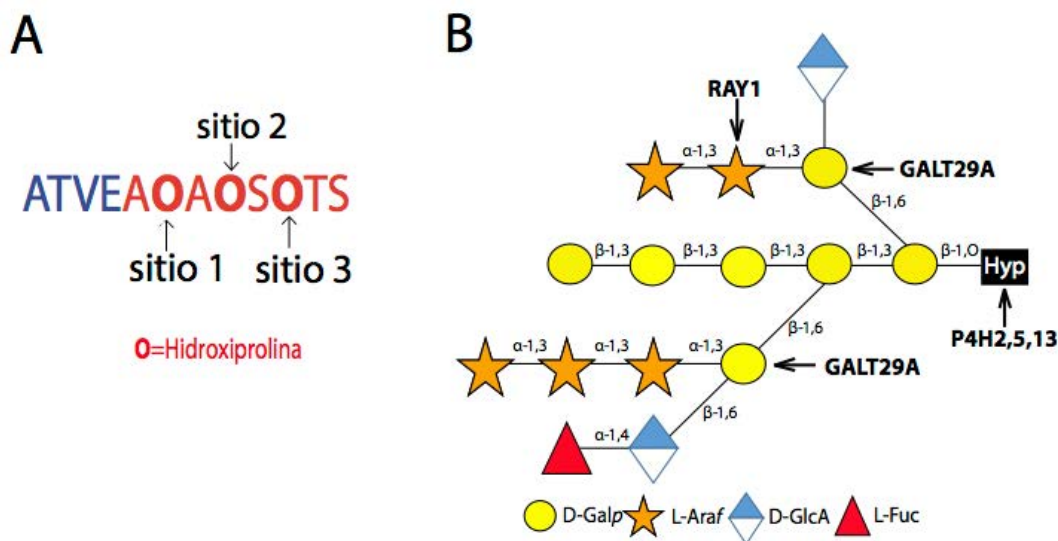 A
sitio 2
ATVEAOAOSOTS
sitio 1 sitio 3
O=Hidroxiprolina
B
RAY1
α-1,3 α-1,3
GALT29A
β-1,6
β-1,3 β-1,3 β-1,3 β-1,3 β-1,O
Hyp
β-1,6
P4H2,5,13
α-1,3 α-1,3 α-1,3
GALT29A
β-1,6
α-1,4
D-Galp L-Araf D-GlcA L-Fuc